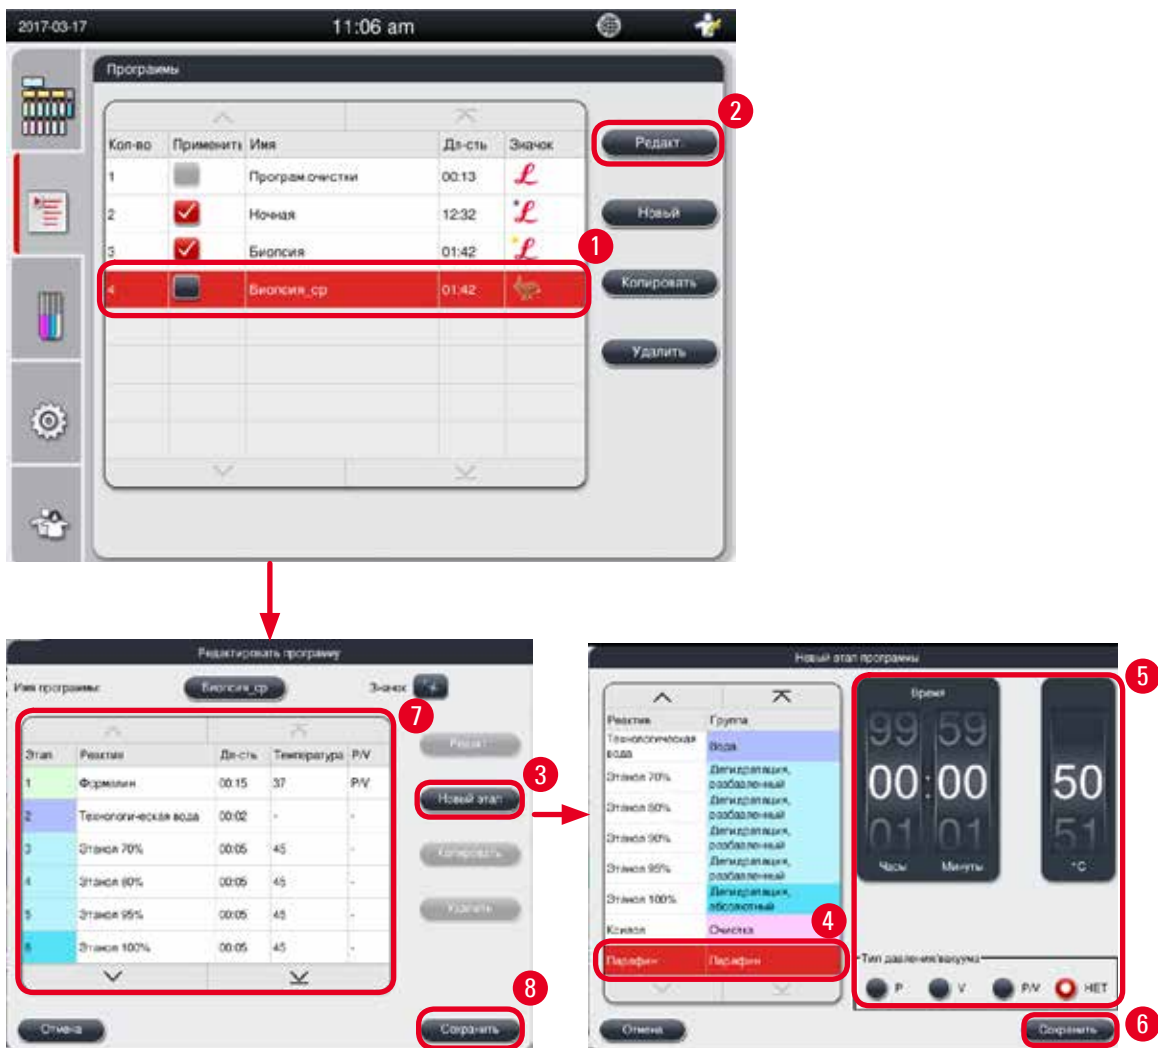 2017-03-17 11:06 am
Программы
2
Кол-во Применить Имя Дл-сть Значок
Редакт.
1 Програм.очистки 00:13
2 Ночная 12:32
Новый
3 Биопсия 01:42
1
4 Биопсия_ср 01:42
Копировать
Удалить
Редактировать программу
Имя программы: Биопсия_ср Значок
7
Этап Реактив Дл-сть Температура P/V
Редакт.
1 Формалин 00:15 37 P/V
3
Новый этап
2 Технологическая вода 00:02 - -
3 Этанол 70% 00:05 45 -
Копировать
4 Этанол 80% 00:05 45 -
5 Этанол 95% 00:05 45 -
Удалить
6 Этанол 100% 00:05 45 -
8
Отмена Сохранить
Новый этап программы
5
Реактив Группа
Технологическая вода Вода
Этанол 70% Дегидратация, разбавленный
Этанол 80% Дегидратация, разбавленный
Этанол 90% Дегидратация, разбавленный
Этанол 95% Дегидратация, разбавленный
Этанол 100% Дегидратация, абсолютный
Ксилол Очистка
4
Парафин Парафин
Время
99 59
00:00 50
01 01 51
Часы Минуты °C
Тип давления/вакуума
P V P/V НЕТ
Отмена Сохранить
6